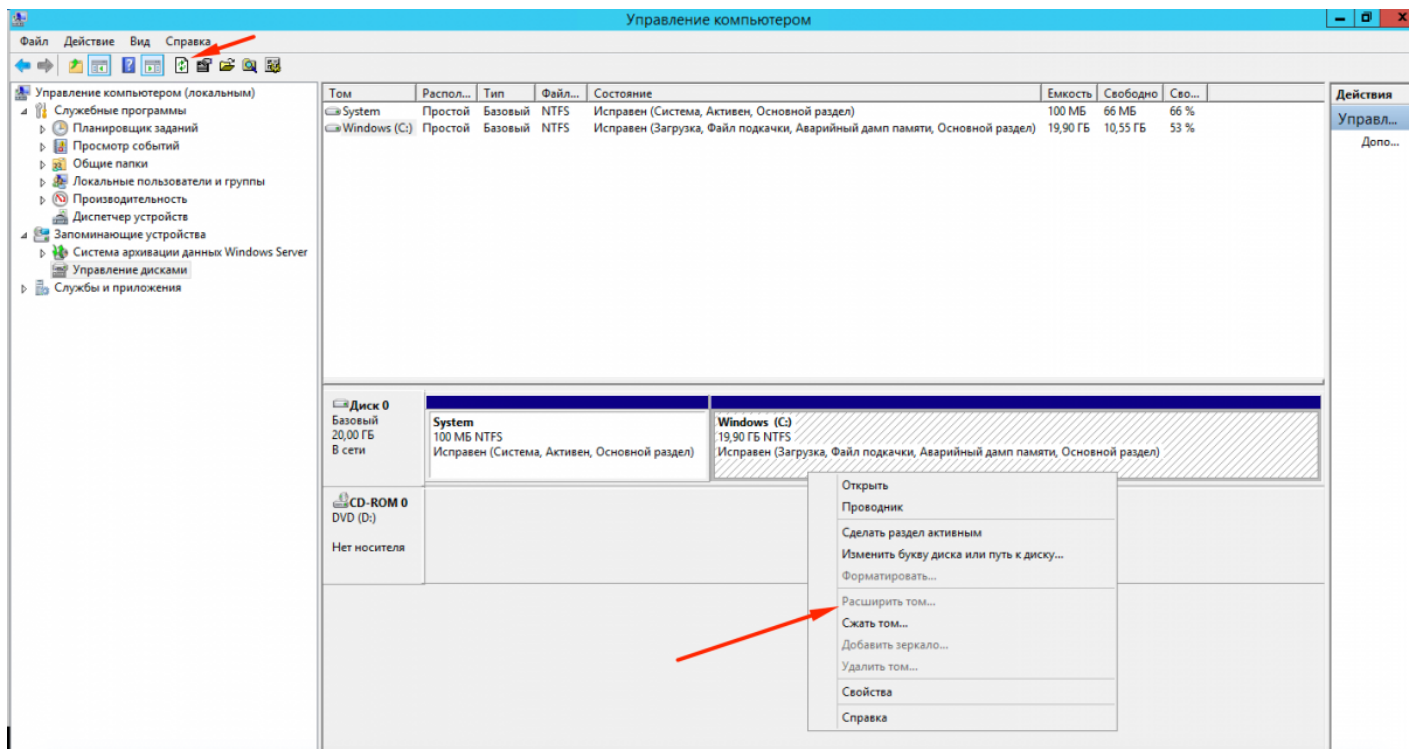 Управление компьютером
Файл Действие Вид Справка
Управление компьютером (локальным)
Служебные программы
Планировщик заданий
Просмотр событий
Общие папки
Локальные пользователи и группы
Производительность
Диспетчер устройств
Запоминающие устройства
Система архивации данных Windows Server
Управление дисками
Службы и приложения
Том Распол... Тип Файл... Состояние Емкость Свободно Сво...
System Простой Базовый NTFS Исправен (Система, Активен, Основной раздел) 100 МБ 66 МБ 66 %
Windows (C:) Простой Базовый NTFS Исправен (Загрузка, Файл подкачки, Аварийный дамп памяти, Основной раздел) 19,90 ГБ 10,55 ГБ 53 %
Действия
Управл...
Допо...
Диск 0
Базовый
20,00 ГБ
В сети
System
100 МБ NTFS
Исправен (Система, Активен, Основной раздел)
Windows (C:)
19,90 ГБ NTFS
Исправен (Загрузка, Файл подкачки, Аварийный дамп памяти, Основной раздел)
CD-ROM 0
DVD (D:)
Нет носителя
Открыть
Проводник
Сделать раздел активным
Изменить букву диска или путь к диску...
Форматировать...
Расширить том...
Сжать том...
Добавить зеркало...
Удалить том...
Свойства
Справка